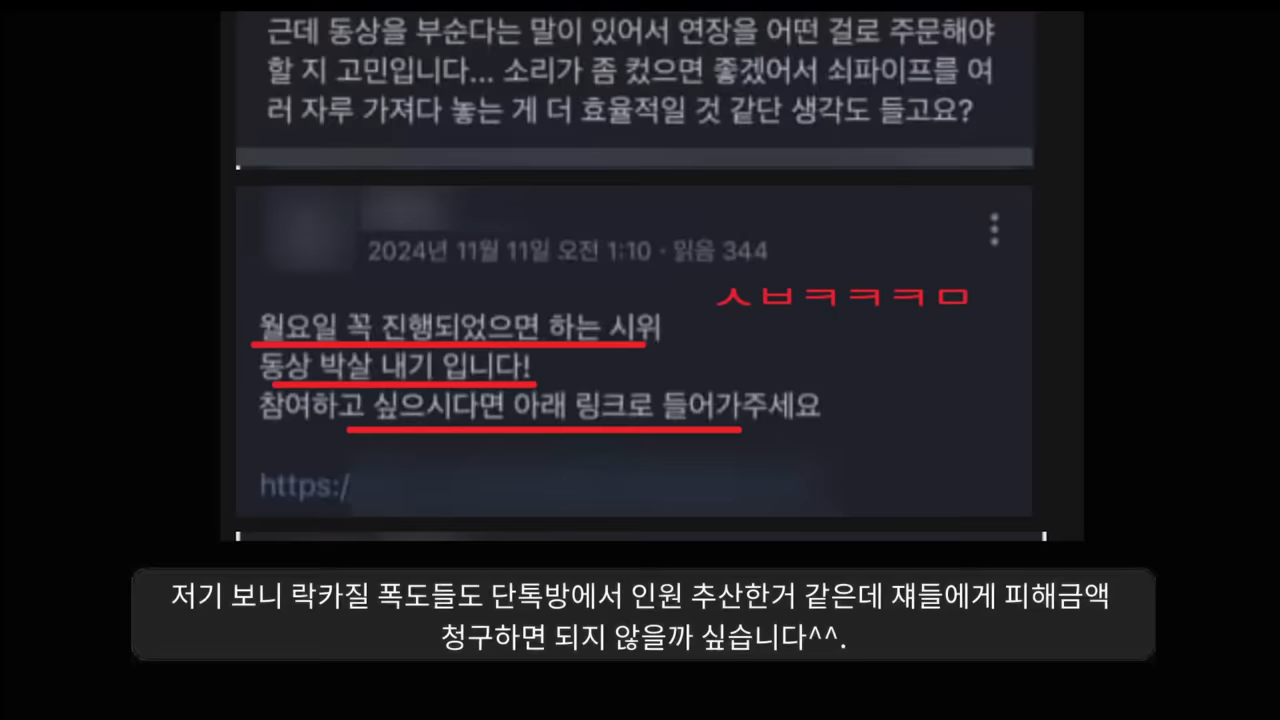 근데 동상을 부순다는 말이 있어서 연장을 어떤 걸로 주문해야
할 지 고민입니다... 소리가 좀 컸으면 좋겠어서 쇠파이프를 여
러 자루 가져다 놓는 게 더 효율적일 것 같단 생각도 들고요?
2024년 11월 11일 오전 1:10 · 읽음 344
ㅅㅂㅋㅋㅋㅁ
월요일 꼭 진행되었으면 하는 시위
동상 박살 내기 입니다!
참여하고 싶으시다면 아래 링크로 들어가주세요
https:/
저기 보니 락카질 폭도들도 단톡방에서 인원 추산한거 같은데 쟤들에게 피해금액
청구하면 되지 않을까 싶습니다^^.